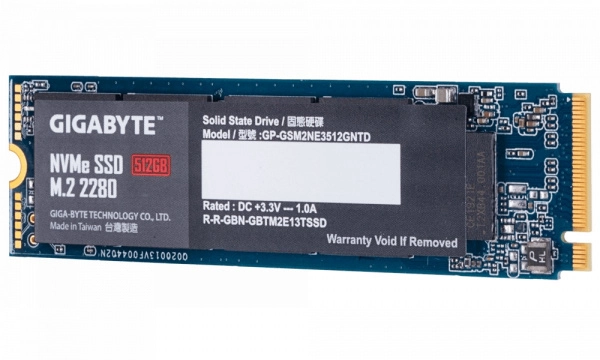 GIGABYTE™
NVMe SSD 512GB
M.2 2280
GIGA-BYTE TECHNOLOGY CO., LTD.
Made in Taiwan 台灣製造
Solid State Drive / 固態硬碟
Model / 型號 :GP-GSM2NE3512GNTD
Rated : DC +3.3V --- 1.0A
R-R-GBN-GBTM2E13TSSD
Warranty Void If Removed